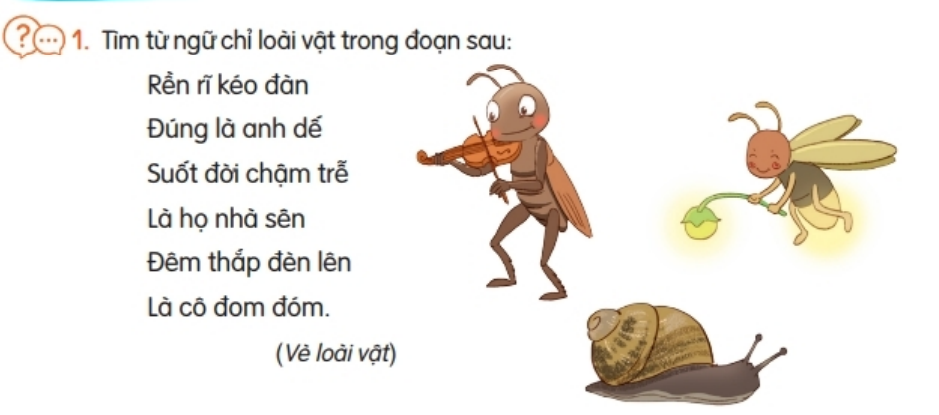 ?... 1. Tìm từ ngữ chỉ loài vật trong đoạn sau:
Rền rĩ kéo đàn
Đúng là anh dế
Suốt đời chậm trễ
Là họ nhà sên
Đêm thắp đèn lên
Là cô đom đóm.
(Vè loài vật)